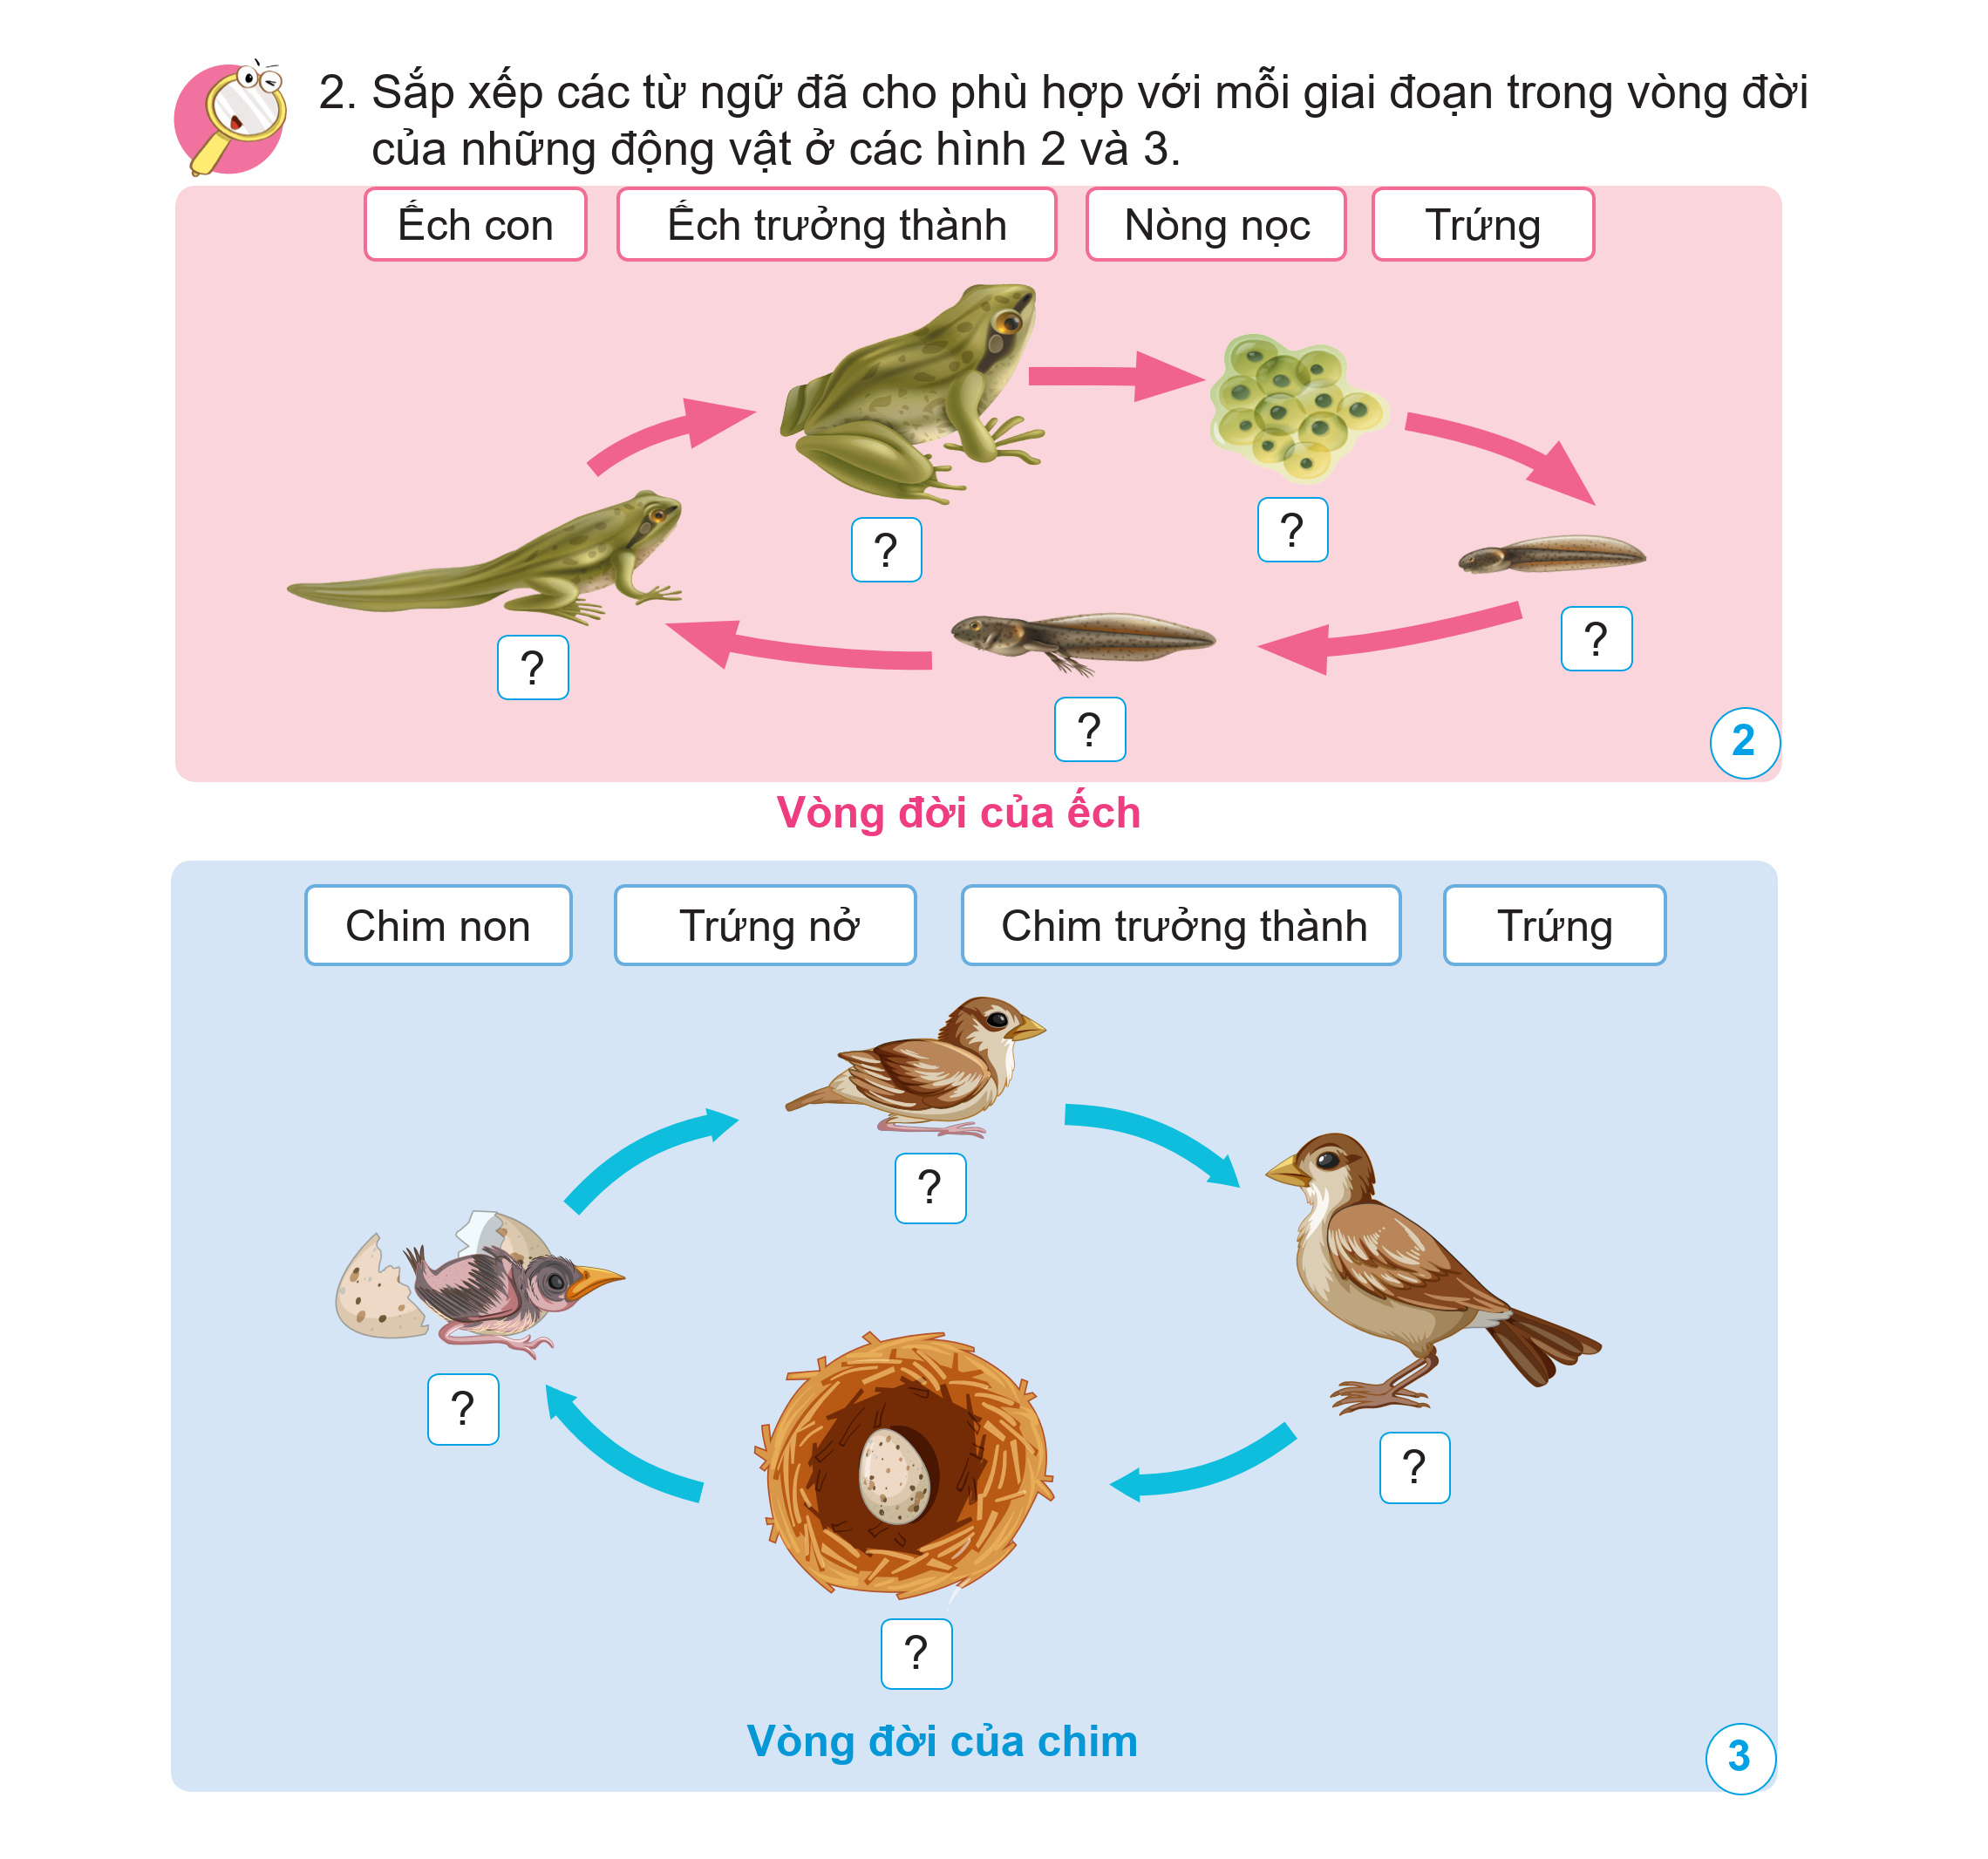 2. Sắp xếp các từ ngữ đã cho phù hợp với mỗi giai đoạn trong vòng đời
của những động vật ở các hình 2 và 3.
Ếch con
Ếch trưởng thành
Nòng nọc
Trứng
?
?
?
?
?
2
Vòng đời của ếch
Chim non
Trứng nở
Chim trưởng thành
Trứng
?
?
?
?
Vòng đời của chim
3